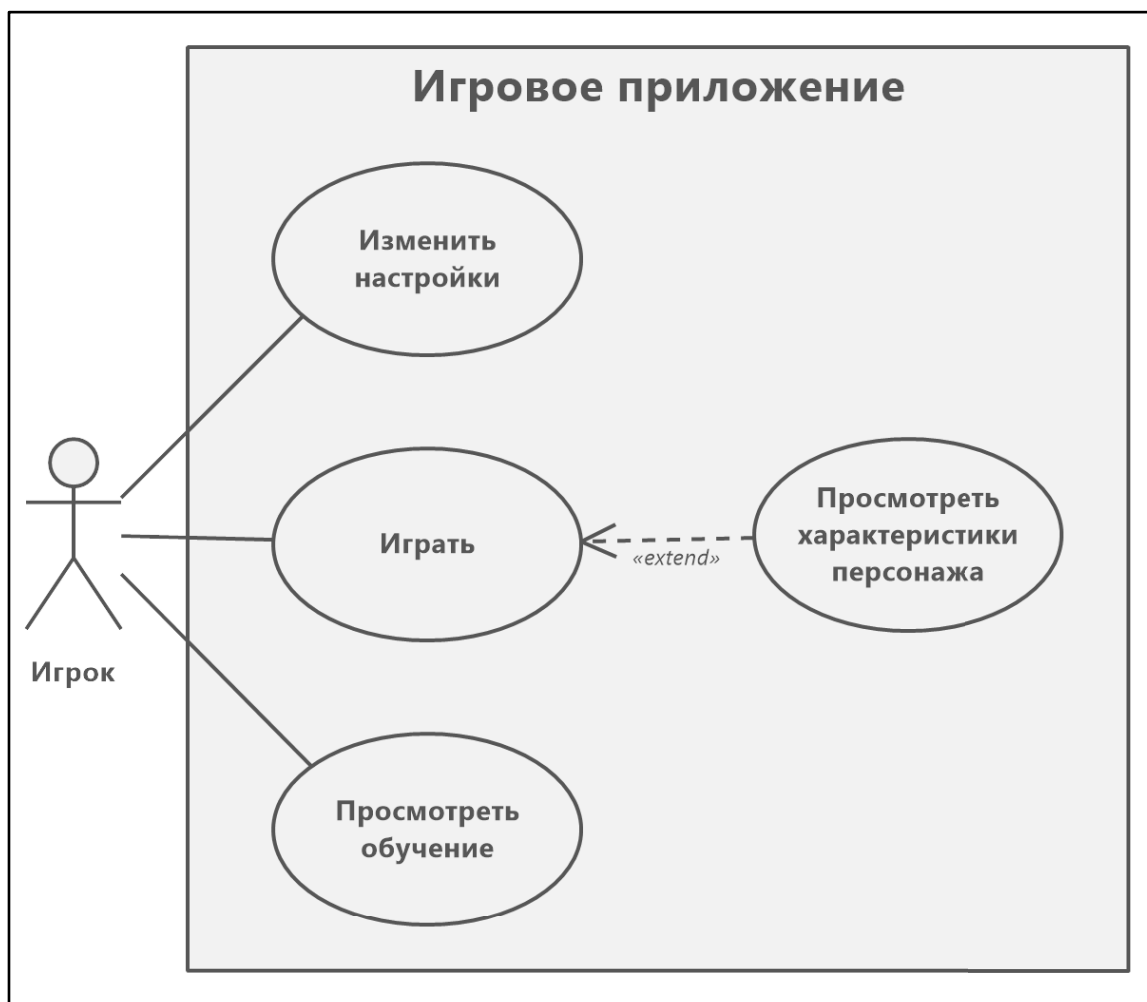 Игровое приложение
Изменить
настройки
Играть
«extend»
Просмотреть
характеристики
персонажа
Игрок
Просмотреть
обучение